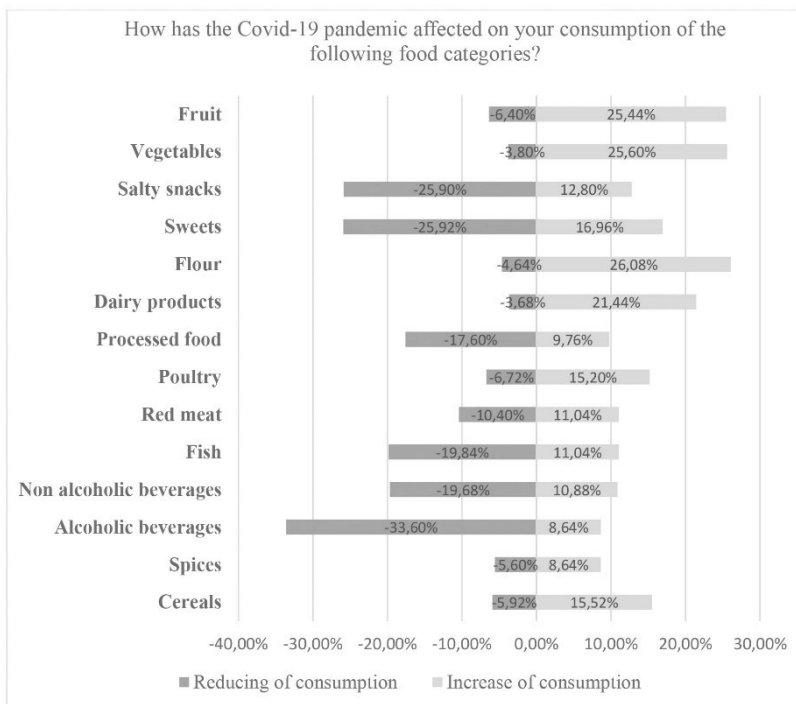 How has the Covid-19 pandemic affected on your consumption of the
following food categories?
Fruit -6,40% 25,44%
Vegetables -3,80% 25,60%
Salty snacks -25,90% 12,80%
Sweets -25,92% 16,96%
Flour -4,64% 26,08%
Dairy products -3,68% 21,44%
Processed food -17,60% 9,76%
Poultry -6,72% 15,20%
Red meat -10,40% 11,04%
Fish -19,84% 11,04%
Non alcoholic beverages -19,68% 10,88%
Alcoholic beverages -33,60% 8,64%
Spices -5,60% 8,64%
Cereals -5,92% 15,52%
-40,00% -30,00% -20,00% -10,00% 0,00% 10,00% 20,00% 30,00%
Reducing of consumption Increase of consumption